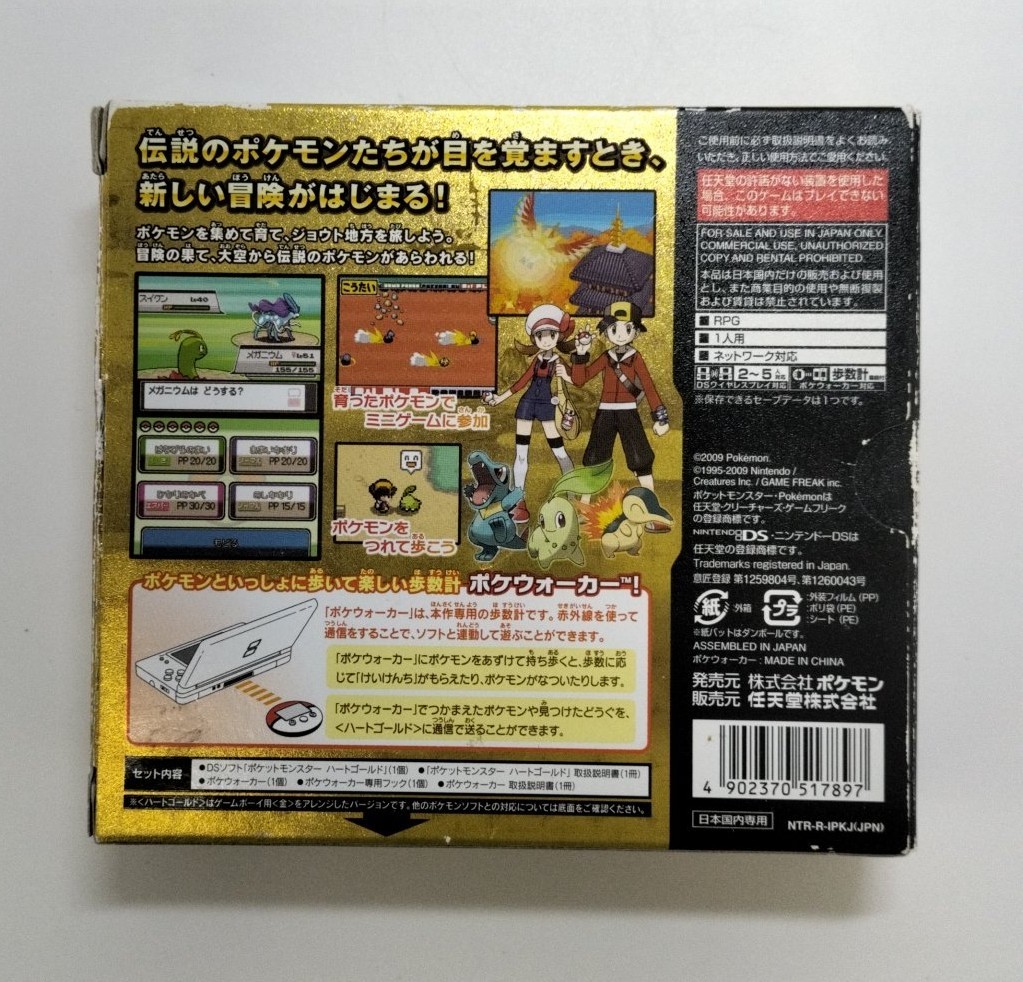 伝説のポケモンたちが目を覚ますとき、
新しい冒険がはじまる！
ポケモンを集めて育て、ジョウト地方を旅しよう。
冒険の果て、大空から伝説のポケモンがあらわれる！
スイクン Lv40
メガニウム Lv51
155/155
メガニウムは どうする？
PP 20/20
PP 20/20
PP 30/30
PP 15/15
もどる
こうたい
育ったポケモンで
ミニゲームに参加
ポケモンを
つれて歩こう
ポケモンといっしょに歩いて楽しい歩数計 ポケウォーカー™！
「ポケウォーカー」は、本作専用の歩数計です。赤外線を使って
通信をすることで、ソフトと連動して遊ぶことができます。
「ポケウォーカー」にポケモンをあずけて持ち歩くと、歩数に応
じて「けいけんち」がもらえたり、ポケモンがなついたりします。
「ポケウォーカー」でつかまえたポケモンや見つけたどうぐを、
<ハートゴールド>に通信で送ることができます。
セット内容
●DSソフト「ポケットモンスター ハートゴールド」(1個) ●「ポケットモンスター ハートゴールド」取扱説明書(1冊)
●ポケウォーカー(1個) ●ポケウォーカー専用フック(1個) ●ポケウォーカー 取扱説明書(1冊)
※<ハートゴールド>はゲームボーイ用<金>をアレンジしたバージョンです。他のポケモンソフトとの対応については底面をご確認ください。
ご使用前に必ず取扱説明書をよくお読み
いただき、正しい使用方法でご愛用ください。
任天堂の許諾がない装置を使用した
場合、このゲームはプレイできない
可能性があります。
FOR SALE AND USE IN JAPAN ONLY.
COMMERCIAL USE, UNAUTHORIZED
COPY AND RENTAL PROHIBITED.
本品は日本国内だけの販売および使用
とし、また商業目的の使用や無断複製
および賃貸は禁止されています。
■ RPG
■ 1人用
■ ネットワーク対応
2～5人対応 歩数計
DSワイヤレスプレイ対応 ポケウォーカー対応
※保存できるセーブデータは1つです。
©2009 Pokémon.
©1995-2009 Nintendo /
Creatures Inc. / GAME FREAK inc.
ポケットモンスター・Pokémonは
任天堂・クリーチャーズ・ゲームフリーク
の登録商標です。
NINTENDO DS・ニンテンドーDSは
任天堂の登録商標です。
Trademarks registered in Japan.
意匠登録 第1259804号、第1260043号
紙 :外箱 プラ :外装フィルム (PP)
:ポリ袋 (PE)
:シート (PE)
※紙パットはダンボールです。
ASSEMBLED IN JAPAN
ポケウォーカー : MADE IN CHINA
発売元 株式会社ポケモン
販売元 任天堂株式会社
4 902370 517897
日本国内専用
NTR-R-IPKJ(JPN)